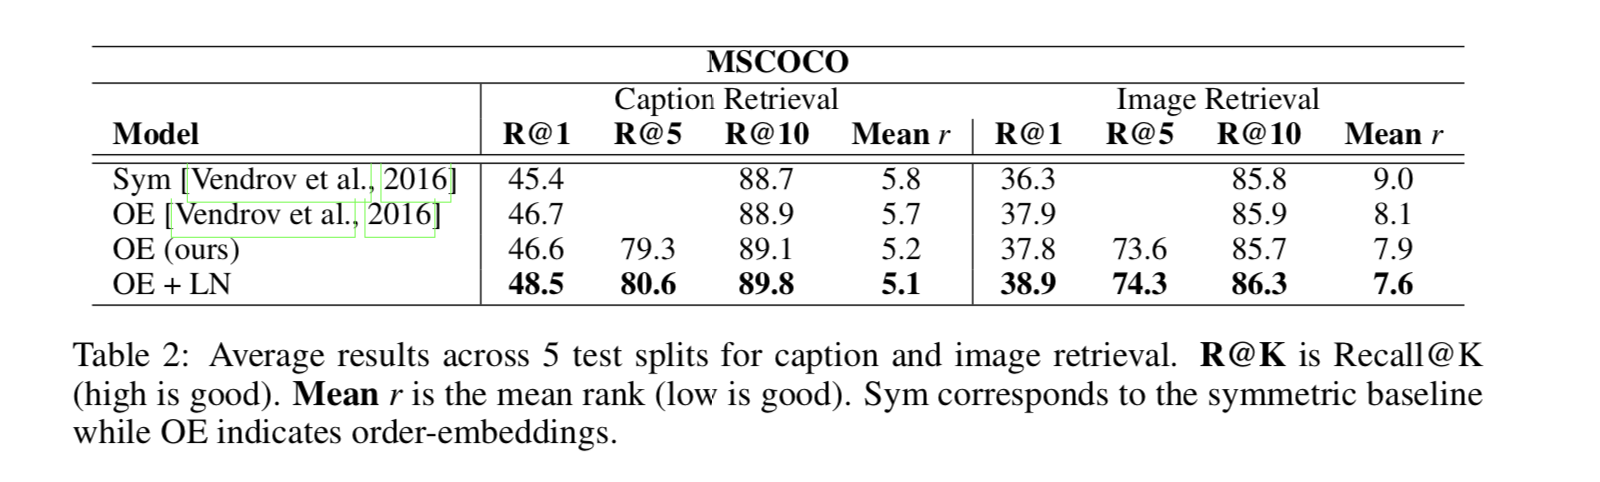 MSCOCO
Caption Retrieval Image Retrieval
Model R@1 R@5 R@10 Mean r R@1 R@5 R@10 Mean r
Sym [Vendrov et al., 2016] 45.4 88.7 5.8 36.3 85.8 9.0
OE [Vendrov et al., 2016] 46.7 88.9 5.7 37.9 85.9 8.1
OE (ours) 46.6 79.3 89.1 5.2 37.8 73.6 85.7 7.9
OE + LN 48.5 80.6 89.8 5.1 38.9 74.3 86.3 7.6
Table 2: Average results across 5 test splits for caption and image retrieval. R@K is Recall@K
(high is good). Mean r is the mean rank (low is good). Sym corresponds to the symmetric baseline
while OE indicates order-embeddings.